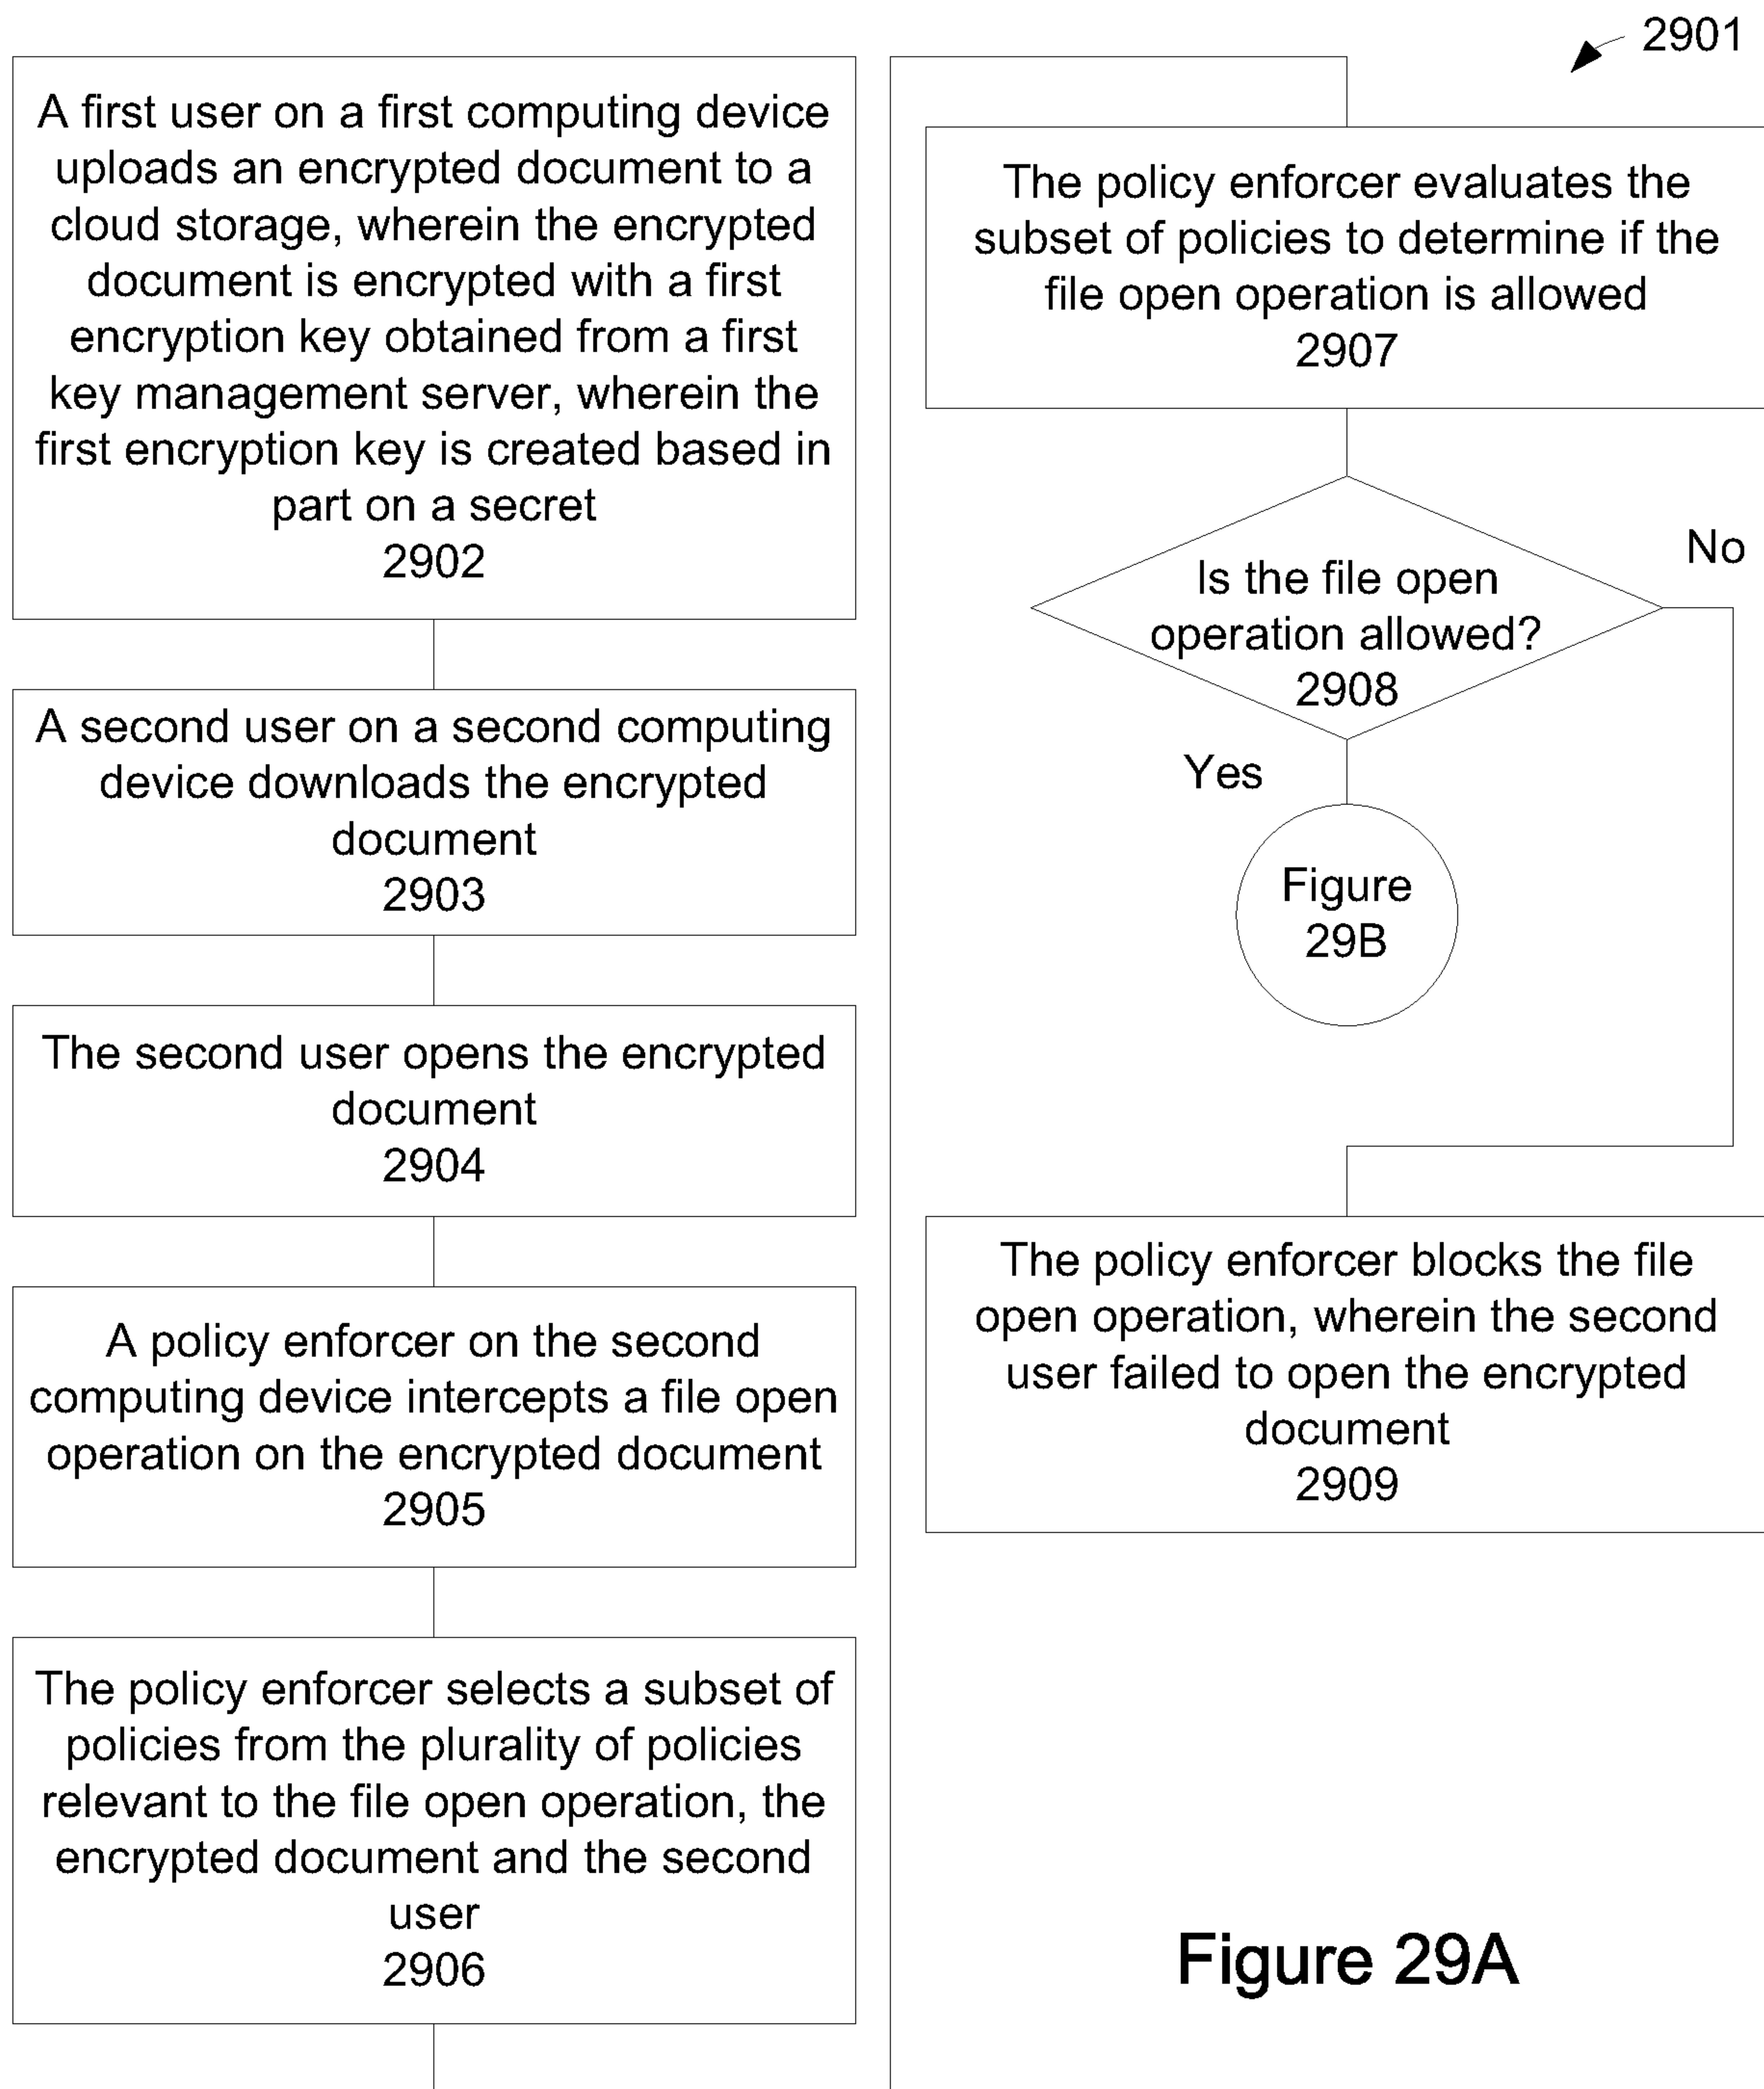 2901
A first user on a first computing device
uploads an encrypted document to a
cloud storage, wherein the encrypted
document is encrypted with a first
encryption key obtained from a first
key management server, wherein the
first encryption key is created based in
part on a secret
2902
A second user on a second computing
device downloads the encrypted
document
2903
The second user opens the encrypted
document
2904
A policy enforcer on the second
computing device intercepts a file open
operation on the encrypted document
2905
The policy enforcer selects a subset of
policies from the plurality of policies
relevant to the file open operation, the
encrypted document and the second
user
2906
The policy enforcer evaluates the
subset of policies to determine if the
file open operation is allowed
2907
Is the file open
operation allowed?
2908
No
Yes
Figure
29B
The policy enforcer blocks the file
open operation, wherein the second
user failed to open the encrypted
document
2909
Figure 29A